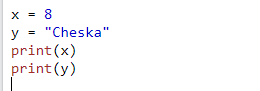 x = 8
y = "Cheska"
print(x)
print(y)